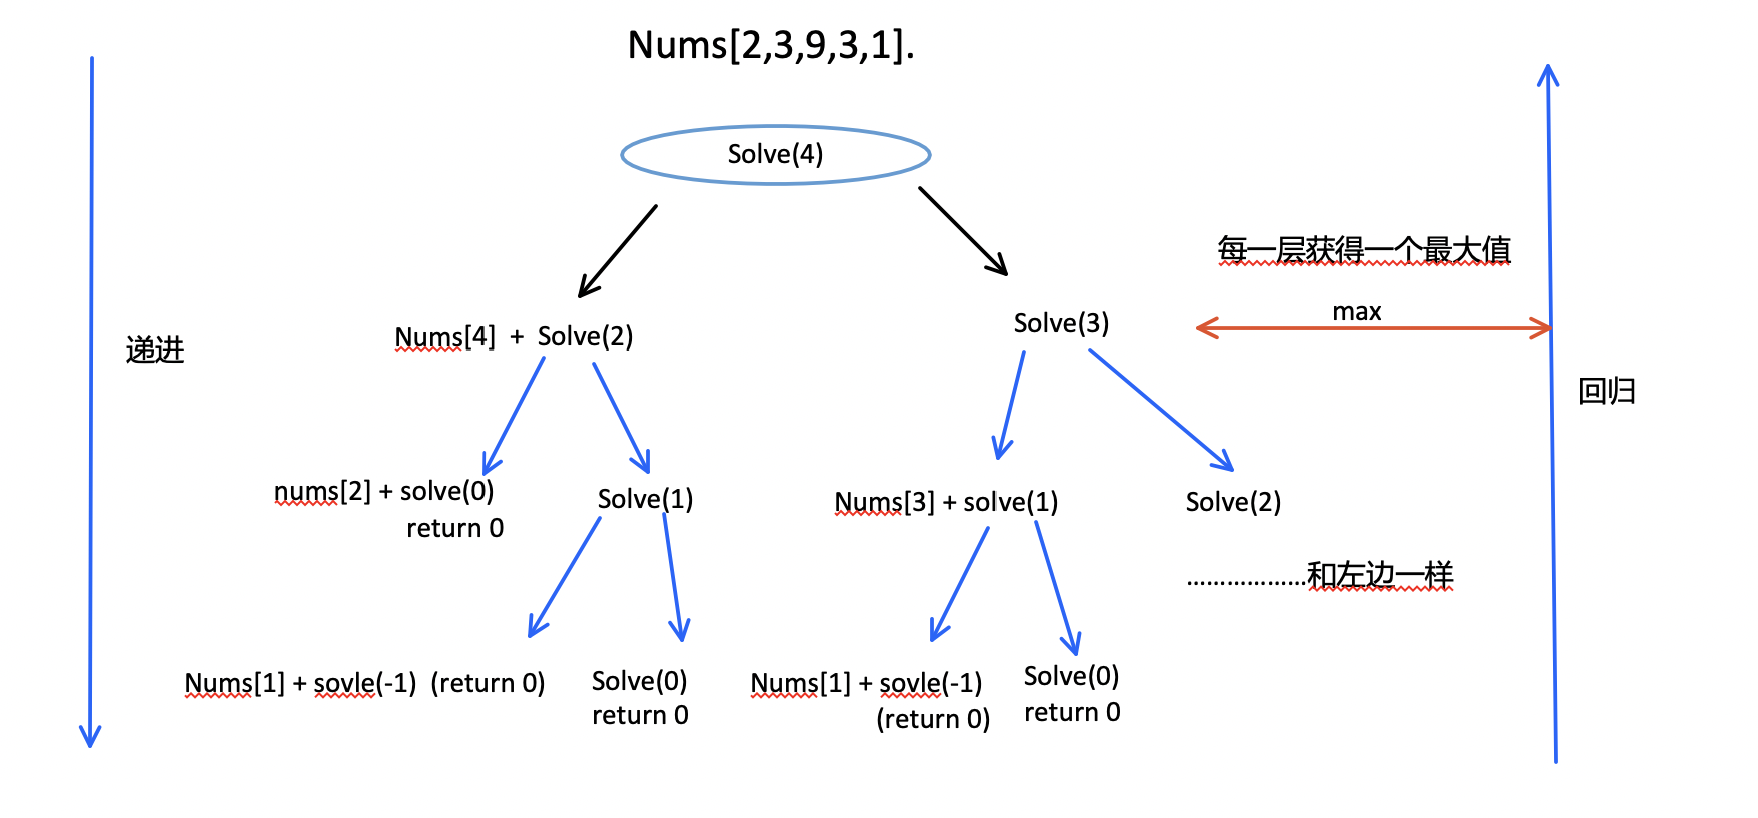 Nums[2,3,9,3,1].
Solve(4)
每一层获得一个最大值
max
Nums[4] + Solve(2)
Solve(3)
递进
回归
nums[2] + solve(0)
return 0
Solve(1)
Nums[3] + solve(1)
Solve(2)
………………和左边一样
Nums[1] + sovle(-1) (return 0)
Solve(0)
return 0
Nums[1] + sovle(-1)
(return 0)
Solve(0)
return 0